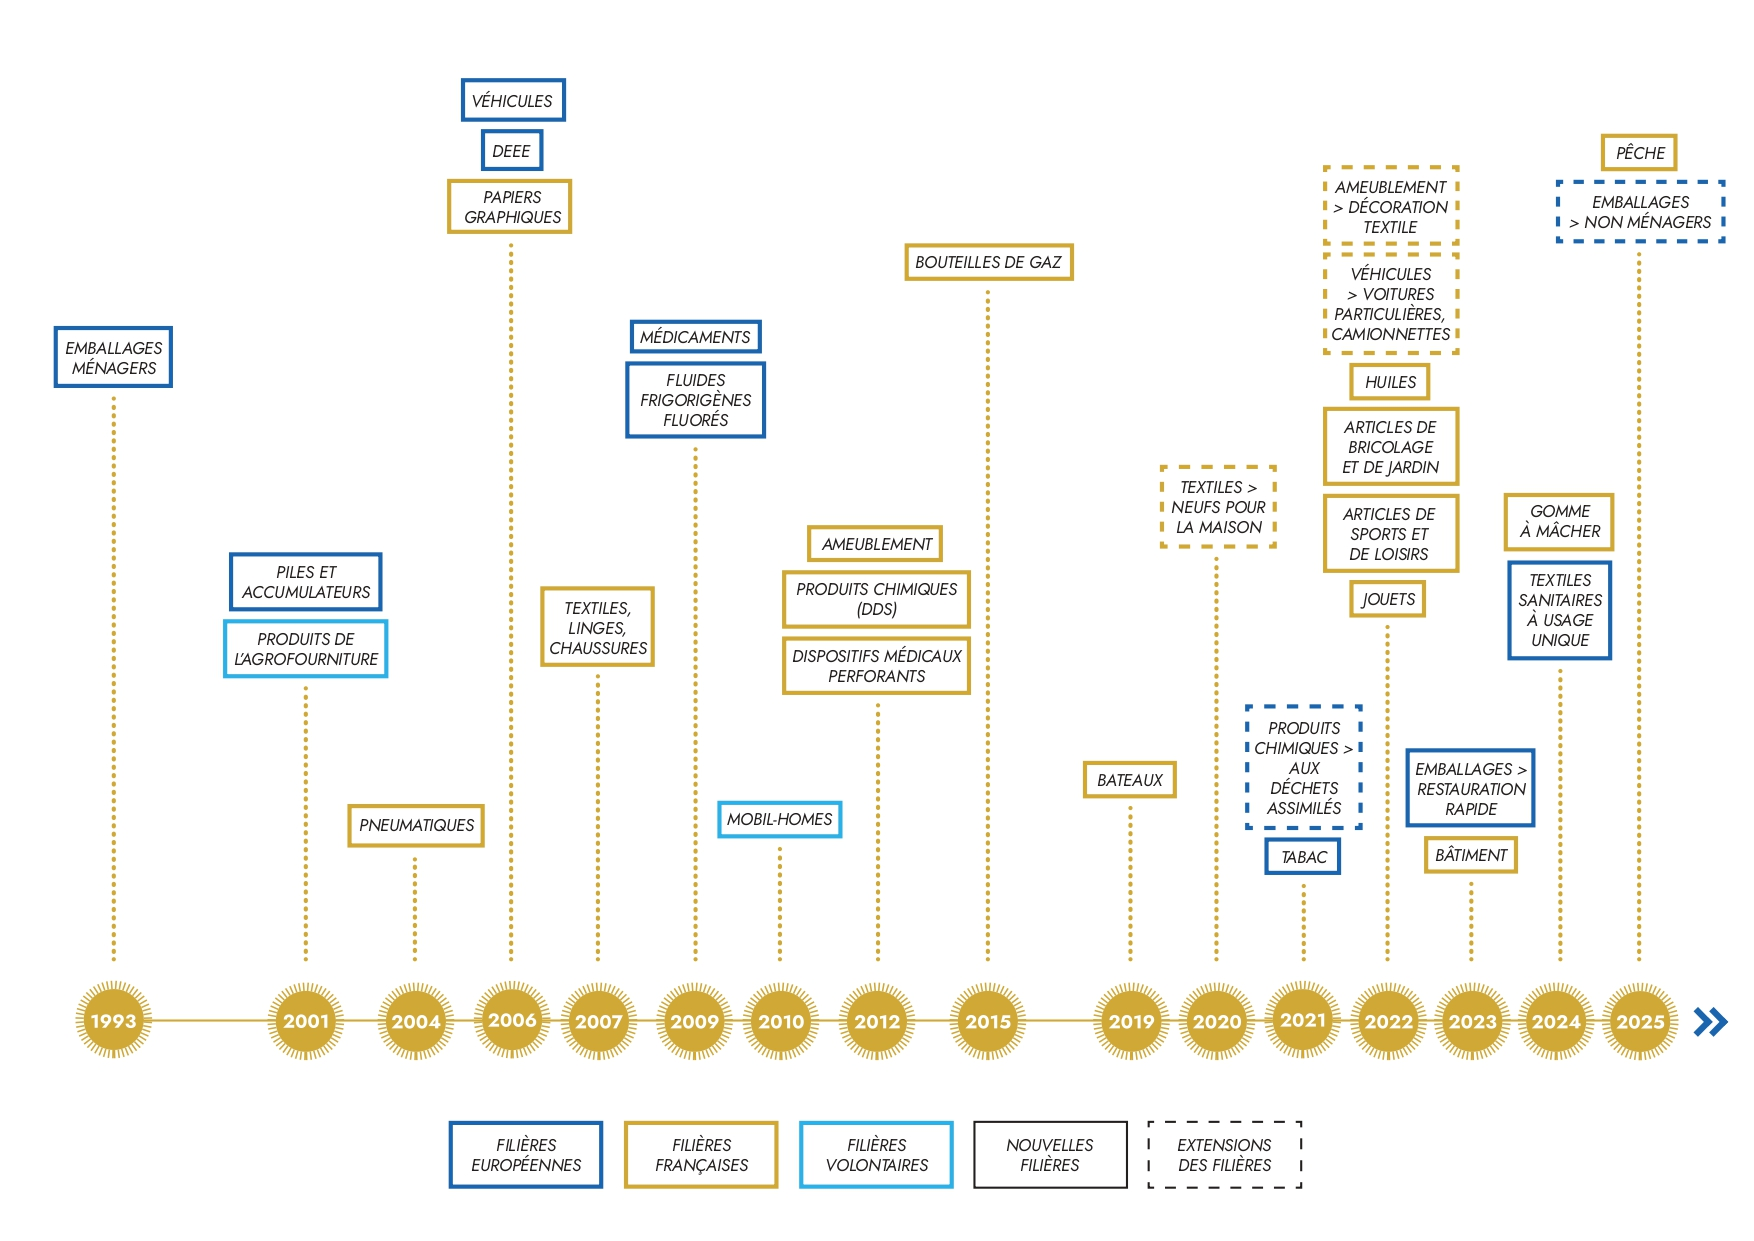 VÉHICULES
DEEE
PAPIERS
GRAPHIQUES
EMBALLAGES
MÉNAGERS
PILES ET
ACCUMULATEURS
PRODUITS DE
L'AGROFOURNITURE
PNEUMATIQUES
TEXTILES,
LINGES,
CHAUSSURES
MÉDICAMENTS
FLUIDES
FRIGORIGÈNES
FLUORÉS
MOBIL-HOMES
AMEUBLEMENT
PRODUITS CHIMIQUES
(DDS)
DISPOSITIFS MÉDICAUX
PERFORANTS
BOUTEILLES DE GAZ
BATEAUX
TEXTILES >
NEUFS POUR
LA MAISON
PRODUITS
CHIMIQUES >
AUX
DÉCHETS
ASSIMILÉS
TABAC
AMEUBLEMENT
> DÉCORATION
TEXTILE
VÉHICULES
> VOITURES
PARTICULIÈRES,
CAMIONNETTES
HUILES
ARTICLES DE
BRICOLAGE
ET DE JARDIN
ARTICLES DE
SPORTS ET
DE LOISIRS
JOUETS
EMBALLAGES >
RESTAURATION
RAPIDE
BÂTIMENT
GOMME
À MÂCHER
TEXTILES
SANITAIRES
À USAGE
UNIQUE
PÊCHE
EMBALLAGES
> NON MÉNAGERS
1993
2001
2004
2006
2007
2009
2010
2012
2015
2019
2020
2021
2022
2023
2024
2025
FILIÈRES
EUROPÉENNES
FILIÈRES
FRANÇAISES
FILIÈRES
VOLONTAIRES
NOUVELLES
FILIÈRES
EXTENSIONS
DES FILIÈRES